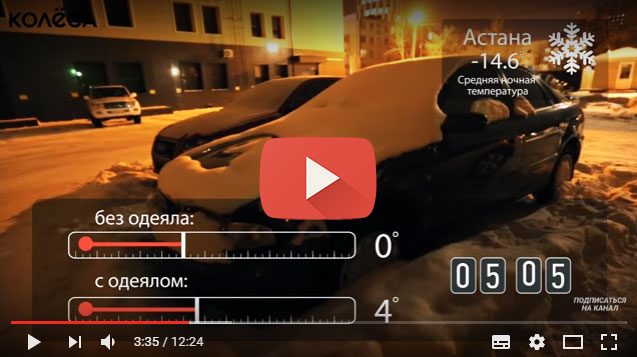 КОЛЁСА
Астана
-14.6°
Средняя ночная
температура
без одеяла:
0°
с одеялом:
4°
05 05
ПОДПИСАТЬСЯ
НА КАНАЛ
3:35 / 12:24